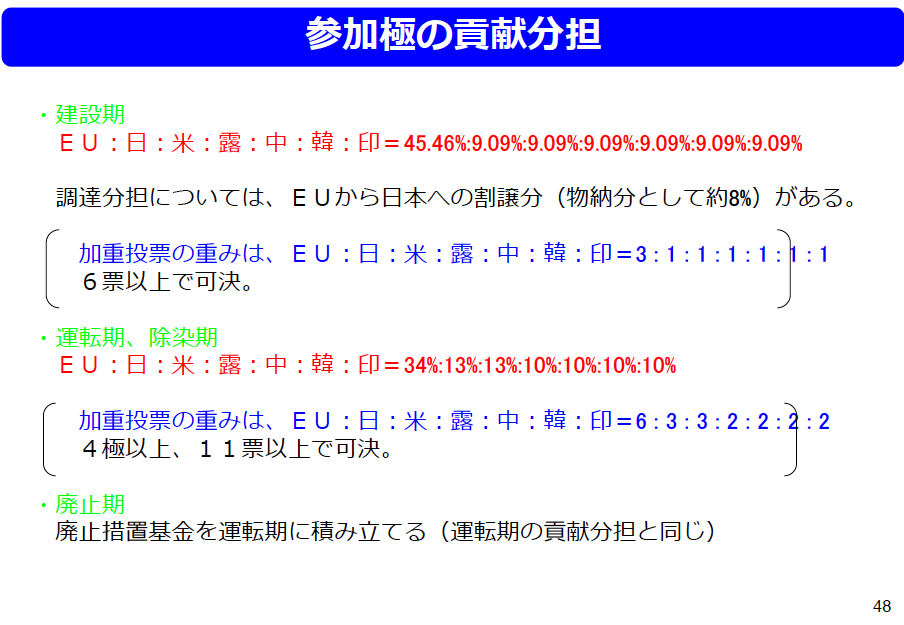 参加極の貢献分担
・建設期
ＥＵ：日：米：露：中：韓：印＝45.46%:9.09%:9.09%:9.09%:9.09%:9.09%:9.09%
調達分担については、ＥＵから日本への割譲分（物納分として約8%）がある。
加重投票の重みは、ＥＵ：日：米：露：中：韓：印＝3：1：1：1：1：1：1
６票以上で可決。
・運転期、除染期
ＥＵ：日：米：露：中：韓：印＝34%:13%:13%:10%:10%:10%:10%
加重投票の重みは、ＥＵ：日：米：露：中：韓：印＝6：3：3：2：2：2：2
４極以上、１１票以上で可決。
・廃止期
廃止措置基金を運転期に積み立てる（運転期の貢献分担と同じ）
48